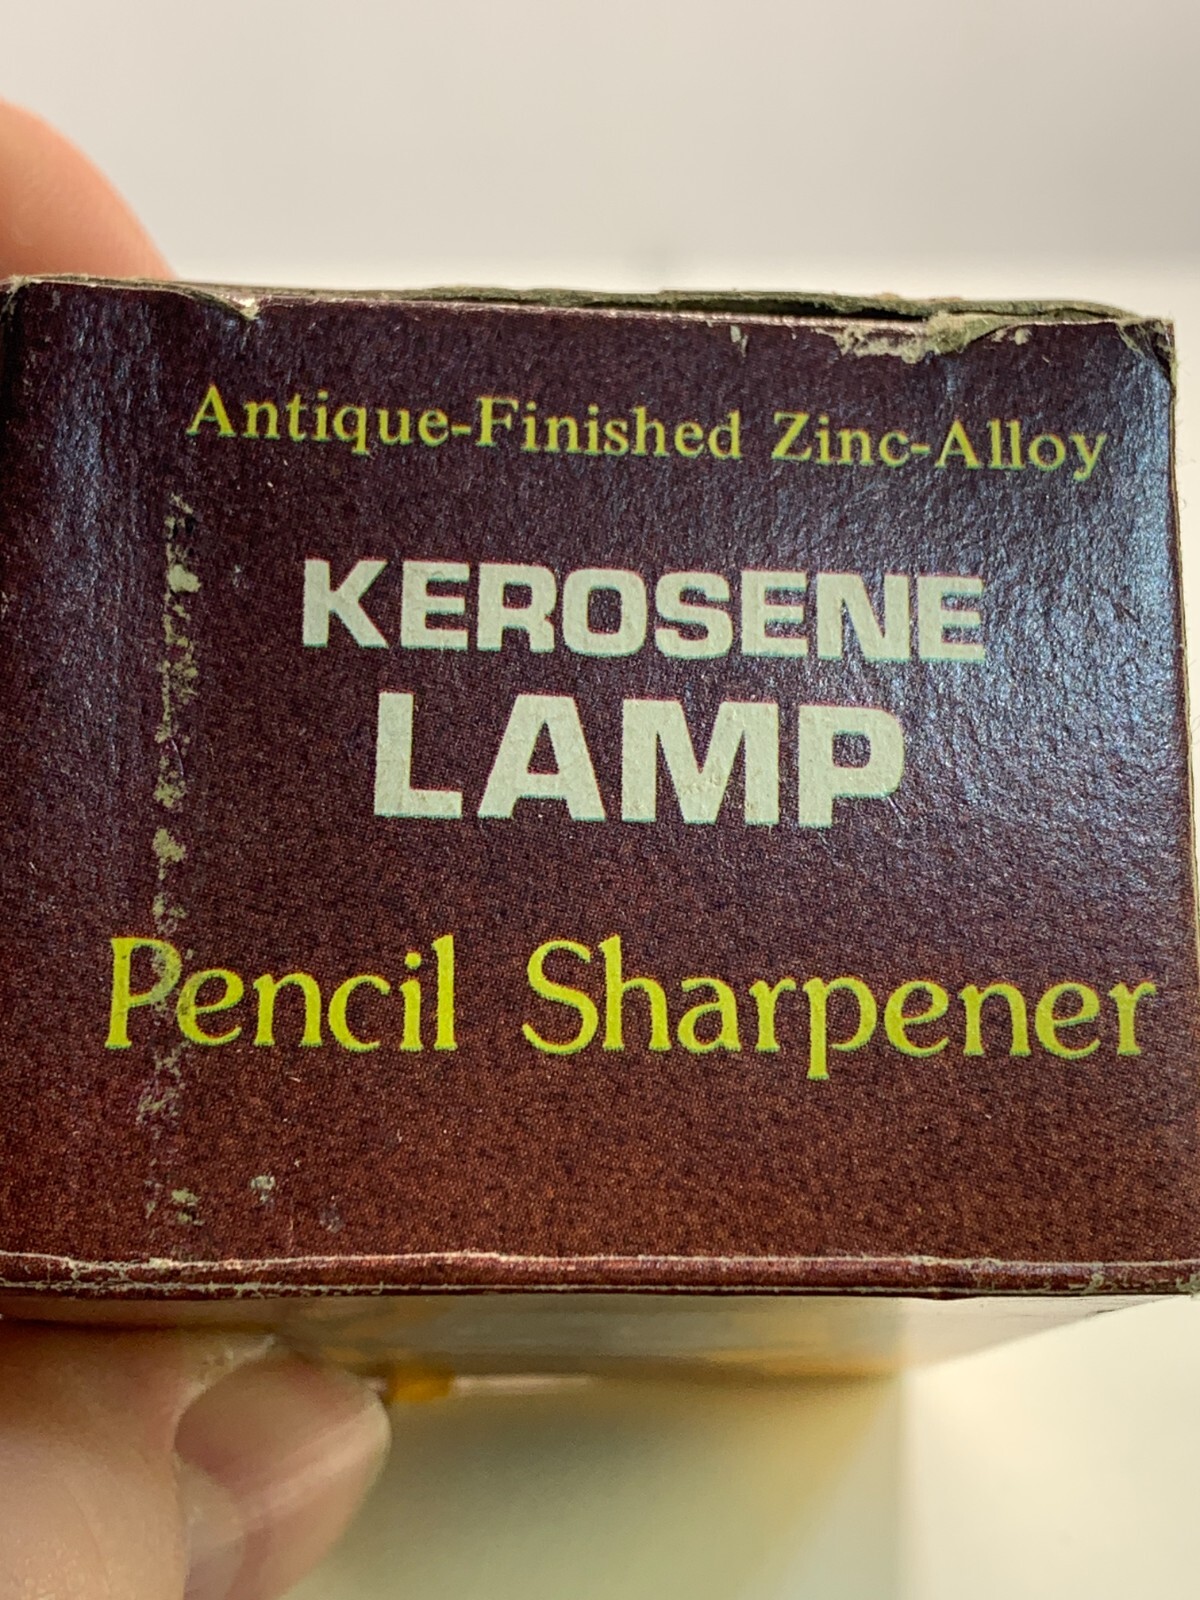 Antique-Finished Zinc-Alloy
KEROSENE
LAMP
Pencil Sharpener